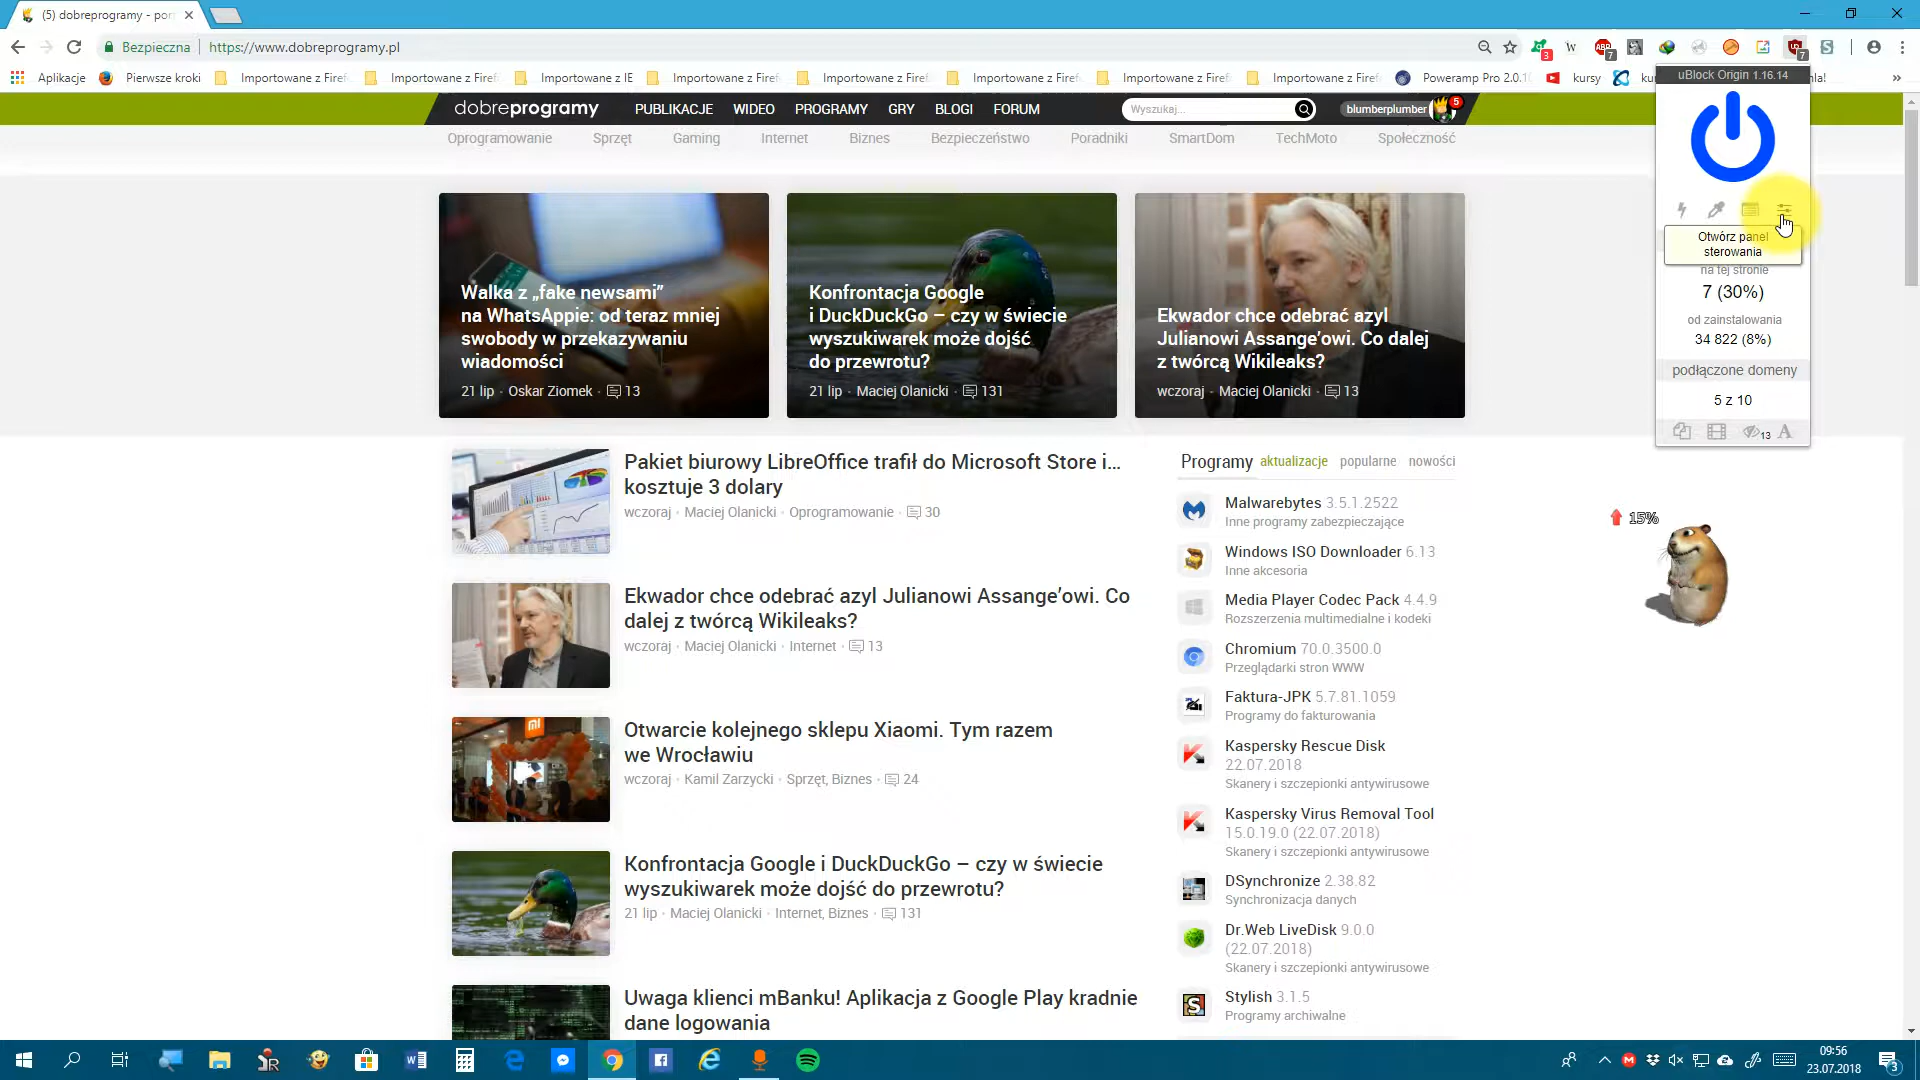 (5) dobreprogramy - por
Bezpieczna
https://www.dobreprogramy.pl
3
W
7
7
Aplikacje
Pierwsze kroki
Importowane z Firef
Importowane z Firef
Importowane z IE
Importowane z Firef
Importowane z Firef
Importowane z Firef
Importowane z Firef
Poweramp Pro 2.0.1
kursy
»
uBlock Origin 1.16.14
dobreprogramy
PUBLIKACJE
WIDEO
PROGRAMY
GRY
BLOGI
FORUM
Wyszukaj...
blumberplumber
5
Oprogramowanie
Sprzęt
Gaming
Internet
Biznes
Bezpieczeństwo
Poradniki
SmartDom
TechMoto
Społeczność
Otwórz panel
sterowania
na tej stronie
7 (30%)
od zainstalowania
34 822 (8%)
podłączone domeny
5 z 10
13
A
Walka z „fake newsami”
na WhatsAppie: od teraz mniej
swobody w przekazywaniu
wiadomości
21 lip · Oskar Ziomek · 13
Konfrontacja Google
i DuckDuckGo – czy w świecie
wyszukiwarek może dojść
do przewrotu?
21 lip · Maciej Olanicki · 131
Ekwador chce odebrać azyl
Julianowi Assange’owi. Co dalej
z twórcą Wikileaks?
wczoraj · Maciej Olanicki · 13
Pakiet biurowy LibreOffice trafił do Microsoft Store i…
kosztuje 3 dolary
wczoraj · Maciej Olanicki · Oprogramowanie · 30
Ekwador chce odebrać azyl Julianowi Assange’owi. Co
dalej z twórcą Wikileaks?
wczoraj · Maciej Olanicki · Internet · 13
Otwarcie kolejnego sklepu Xiaomi. Tym razem
we Wrocławiu
wczoraj · Kamil Zarzycki · Sprzęt, Biznes · 24
Konfrontacja Google i DuckDuckGo – czy w świecie
wyszukiwarek może dojść do przewrotu?
21 lip · Maciej Olanicki · Internet, Biznes · 131
Uwaga klienci mBanku! Aplikacja z Google Play kradnie
dane logowania
Programy
aktualizacje
popularne
nowości
Malwarebytes 3.5.1.2522
Inne programy zabezpieczające
Windows ISO Downloader 6.13
Inne akcesoria
Media Player Codec Pack 4.4.9
Rozszerzenia multimedialne i kodeki
Chromium 70.0.3500.0
Przeglądarki stron WWW
Faktura-JPK 5.7.81.1059
Programy do fakturowania
Kaspersky Rescue Disk
22.07.2018
Skanery i szczepionki antywirusowe
Kaspersky Virus Removal Tool
15.0.19.0 (22.07.2018)
Skanery i szczepionki antywirusowe
DSynchronize 2.38.82
Synchronizacja danych
Dr.Web LiveDisk 9.0.0
(22.07.2018)
Skanery i szczepionki antywirusowe
Stylish 3.1.5
Programy archiwalne
15%
09:56
23.07.2018
3